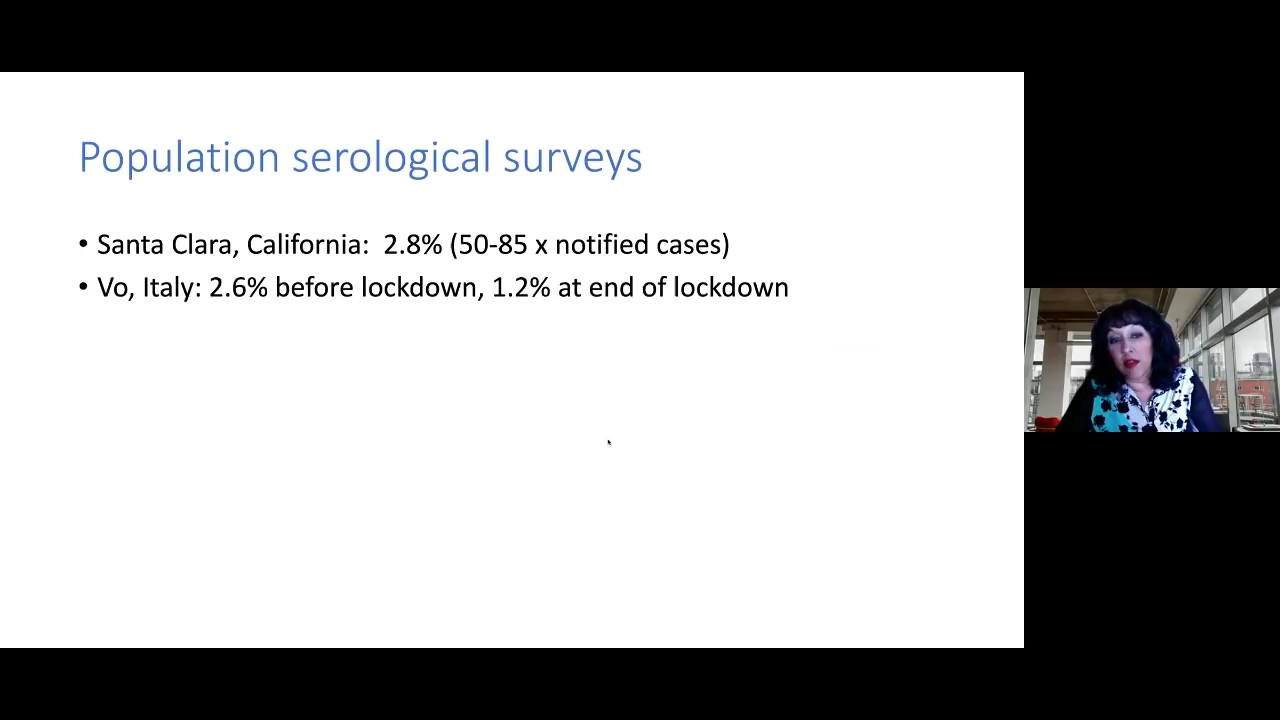 Population serological surveys
• Santa Clara, California:  2.8% (50-85 x notified cases)
• Vo, Italy: 2.6% before lockdown, 1.2% at end of lockdown